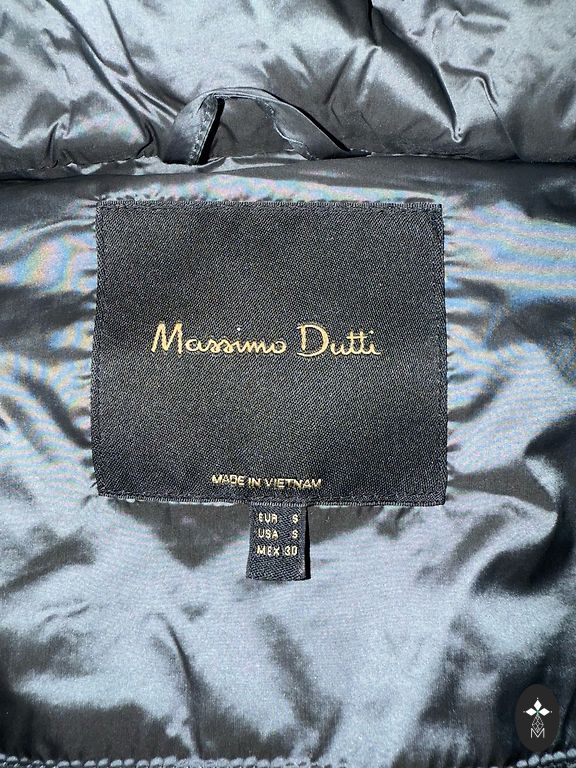 Massimo Dutti
MADE IN VIETNAM
EUR S
USA S
MEX 30
M